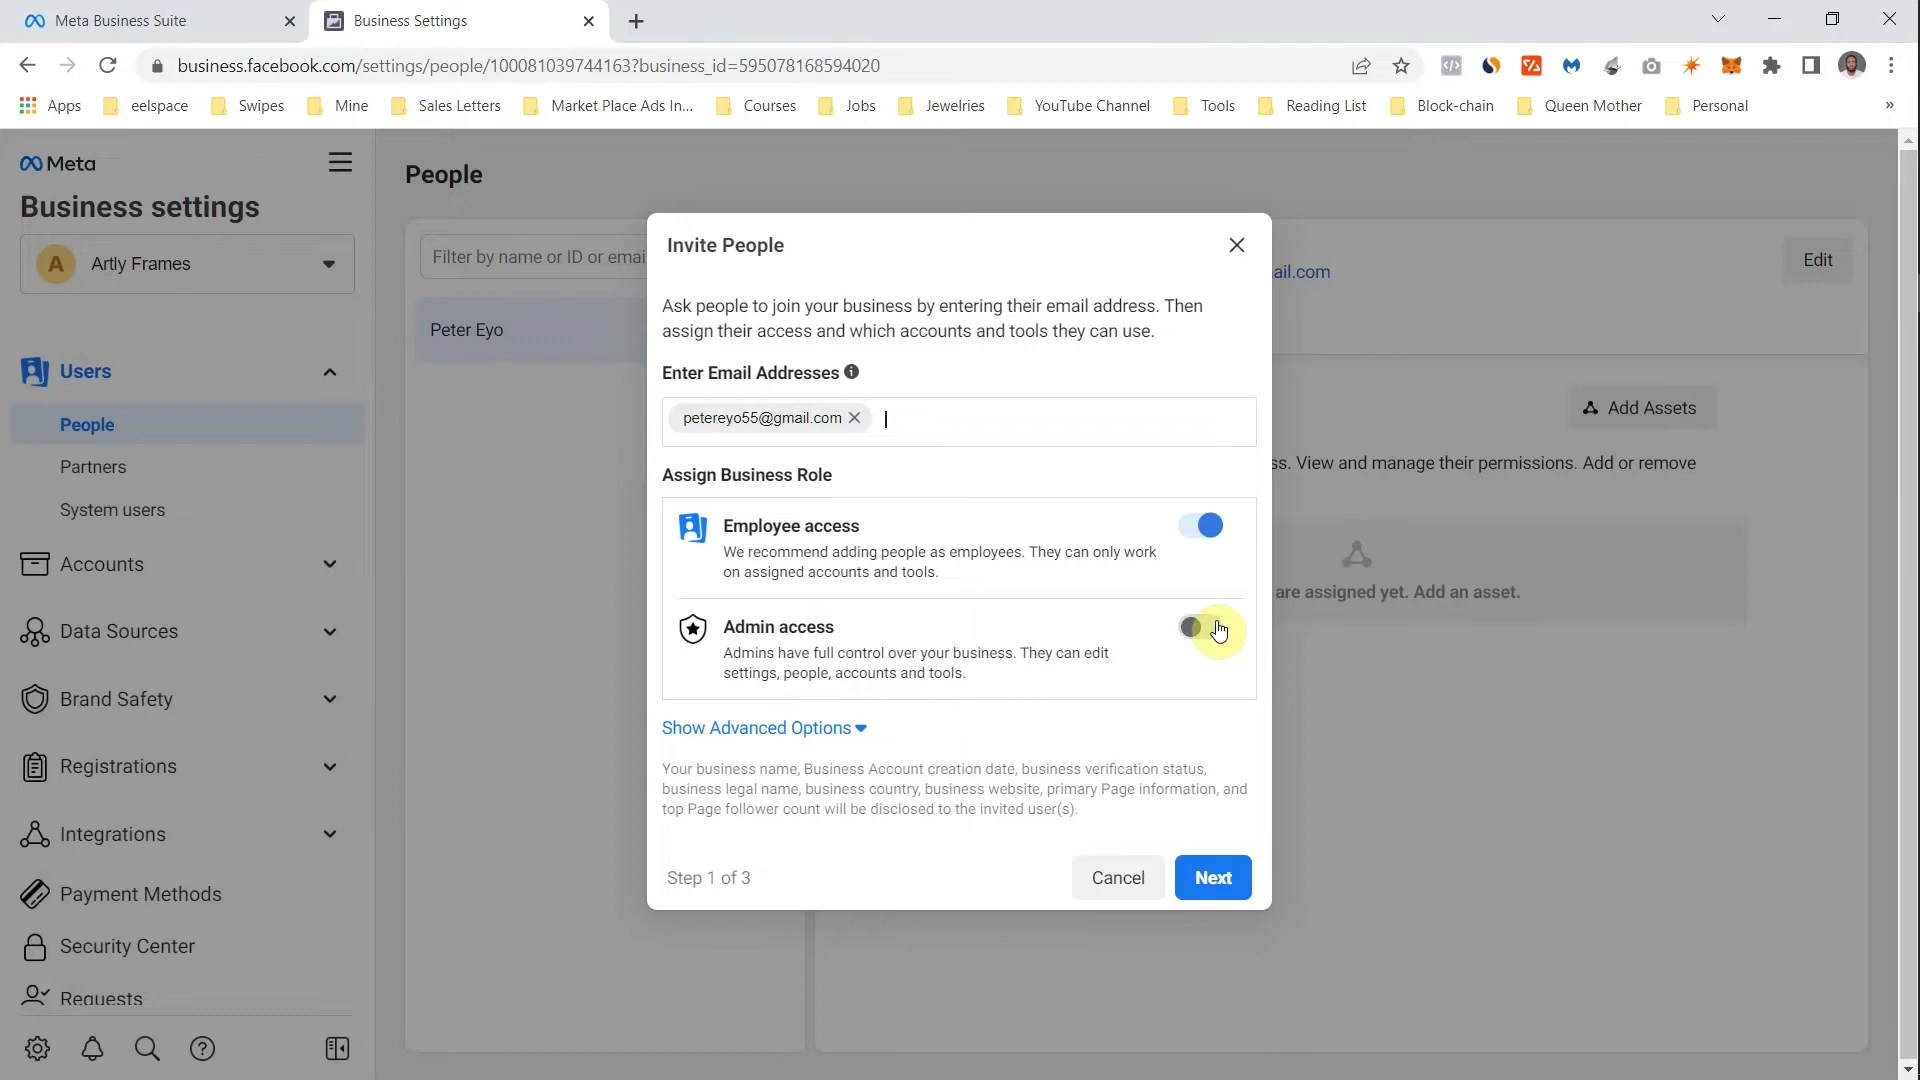 Meta Business Suite
Business Settings
business.facebook.com/settings/people/100081039744163?business_id=595078168594020
Apps
eelspace
Swipes
Mine
Sales Letters
Market Place Ads In...
Courses
Jobs
Jewelries
YouTube Channel
Tools
Reading List
Block-chain
Queen Mother
Personal
»
Meta
Business settings
A
Artly Frames
Users
People
Partners
System users
Accounts
Data Sources
Brand Safety
Registrations
Integrations
Payment Methods
Security Center
Requests
People
Filter by name or ID or emai
Peter Eyo
ail.com
Edit
Add Assets
ss. View and manage their permissions. Add or remove
are assigned yet. Add an asset.
Invite People
Ask people to join your business by entering their email address. Then
assign their access and which accounts and tools they can use.
Enter Email Addresses
petereyo55@gmail.com
Assign Business Role
Employee access
We recommend adding people as employees. They can only work
on assigned accounts and tools.
Admin access
Admins have full control over your business. They can edit
settings, people, accounts and tools.
Show Advanced Options
Your business name, Business Account creation date, business verification status,
business legal name, business country, business website, primary Page information, and
top Page follower count will be disclosed to the invited user(s).
Step 1 of 3
Cancel
Next